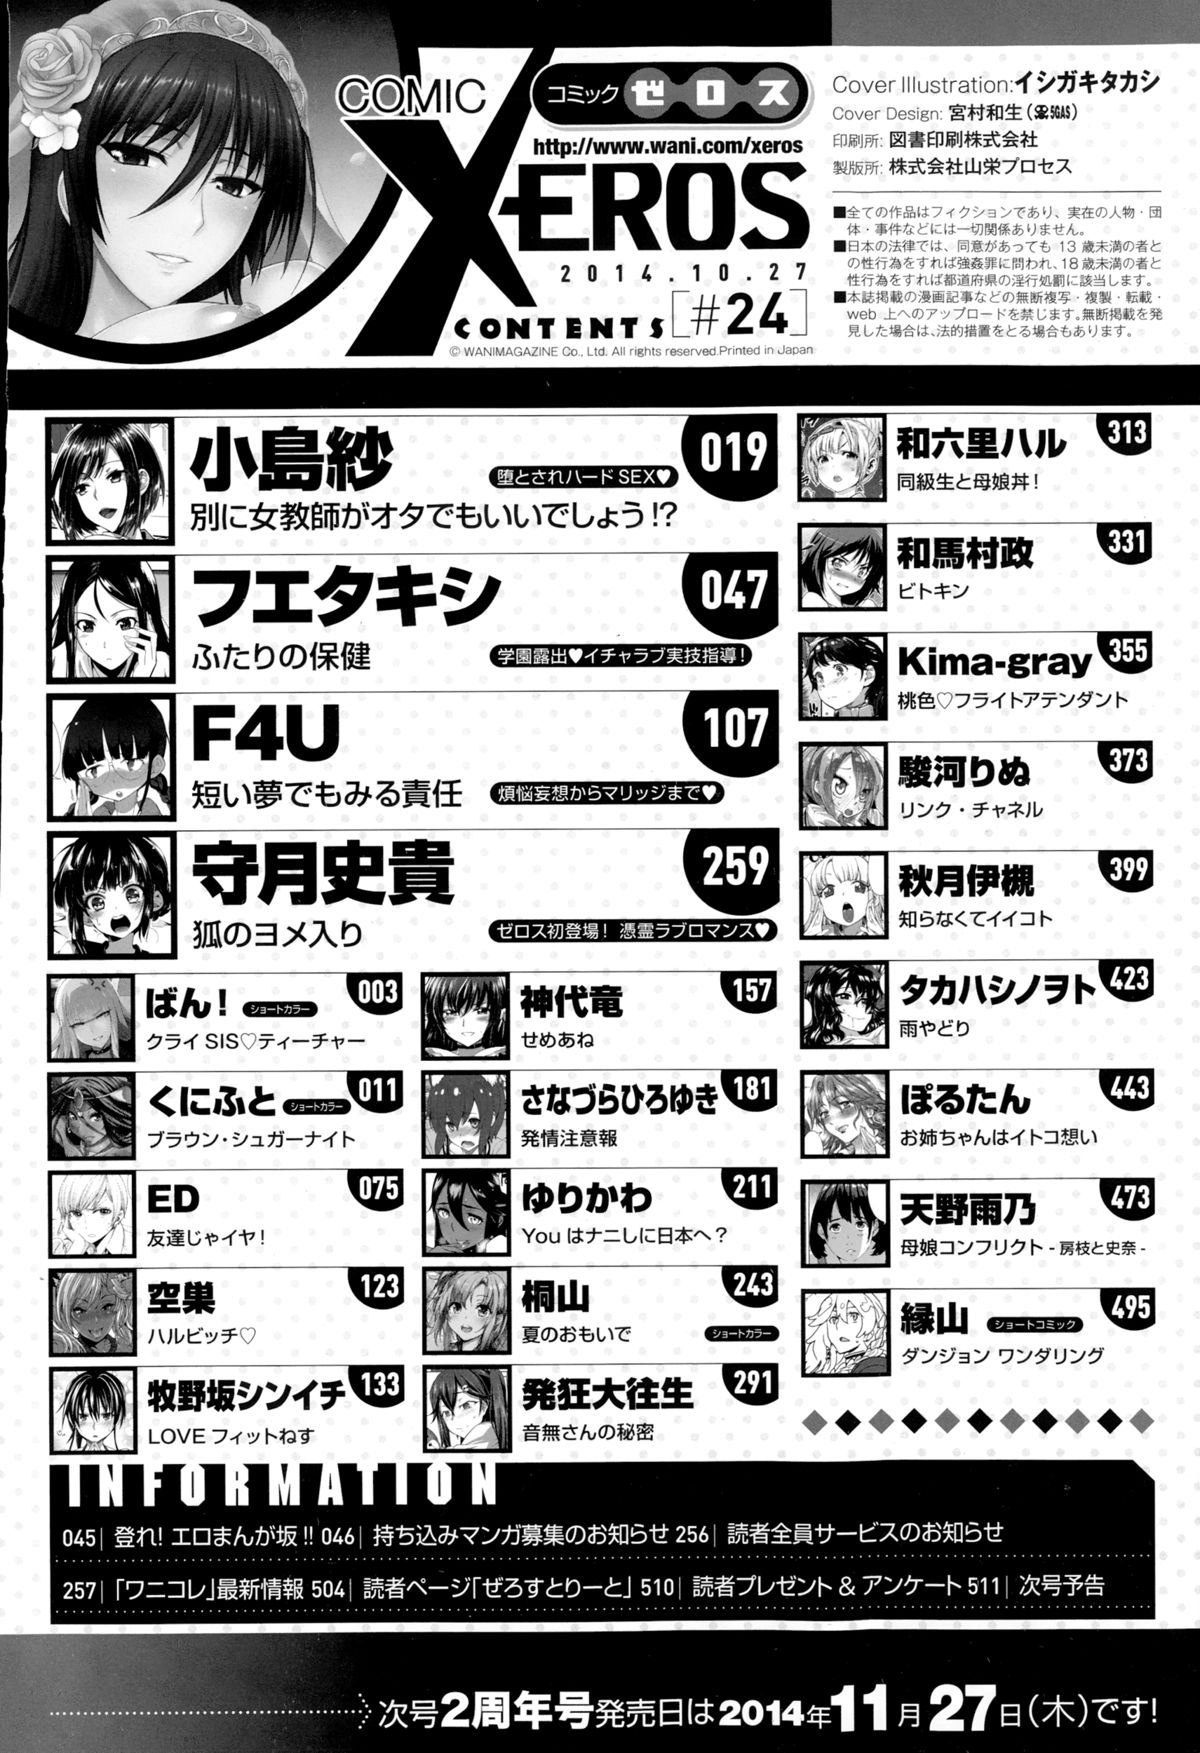 COMIC
XEROS
コミックゼロス
http://www.wani.com/xeros
2014.10.27
CONTENTS [#24]
© WANIMAGAZINE Co., Ltd. All rights reserved.Printed in Japan
Cover Illustration:イシガキタカシ
Cover Design: 宮村和生(5GAS)
印刷所: 図書印刷株式会社
製版所: 株式会社山栄プロセス
■全ての作品はフィクションであり、実在の人物・団
体・事件などには一切関係ありません。
■日本の法律では、同意があっても 13 歳未満の者と
の性行為をすれば強姦罪に問われ、18 歳未満の者と
性行為をすれば都道府県の淫行処罰に該当します。
■本誌掲載の漫画記事などの無断複写・複製・転載・
web 上へのアップロードを禁じます。無断掲載を発
見した場合は、法的措置をとる場合もあります。
小島紗
堕とされハードSEX♥
019
別に女教師がオタでもいいでしょう!?
フエタキシ
047
ふたりの保健
学園露出♥イチャラブ実技指導!
F4U
107
短い夢でもみる責任
煩悩妄想からマリッジまで♥
守月史貴
259
狐のヨメ入り
ゼロス初登場! 憑霊ラブロマンス♥
ばん!
ショートカラー
003
クライSIS♡ティーチャー
くにふと
ショートカラー
011
ブラウン・シュガーナイト
ED
075
友達じゃイヤ!
空巣
123
ハルビッチ♡
牧野坂シンイチ
133
LOVEフィットねす
神代竜
157
せめあね
さなづらひろゆき
181
発情注意報
ゆりかわ
211
Youはナニしに日本へ?
桐山
243
夏のおもいで
ショートカラー
発狂大往生
291
音無さんの秘密
和六里ハル
313
同級生と母娘丼!
和馬村政
331
ビトキン
Kima-gray
355
桃色♡フライトアテンダント
駿河りぬ
373
リンク・チャネル
秋月伊槻
399
知らなくてイイコト
タカハシノヲト
423
雨やどり
ぽるたん
443
お姉ちゃんはイトコ想い
天野雨乃
473
母娘コンフリクト - 房枝と史奈 -
縁山
ショートコミック
495
ダンジョン ワンダリング
INFORMATION
045| 登れ! エロまんが坂!! 046| 持ち込みマンガ募集のお知らせ 256| 読者全員サービスのお知らせ
257| 「ワニコレ」最新情報 504| 読者ページ「ぜろすとりーと」 510| 読者プレゼント & アンケート 511| 次号予告
次号2周年号発売日は2014年11月27日(木)です!